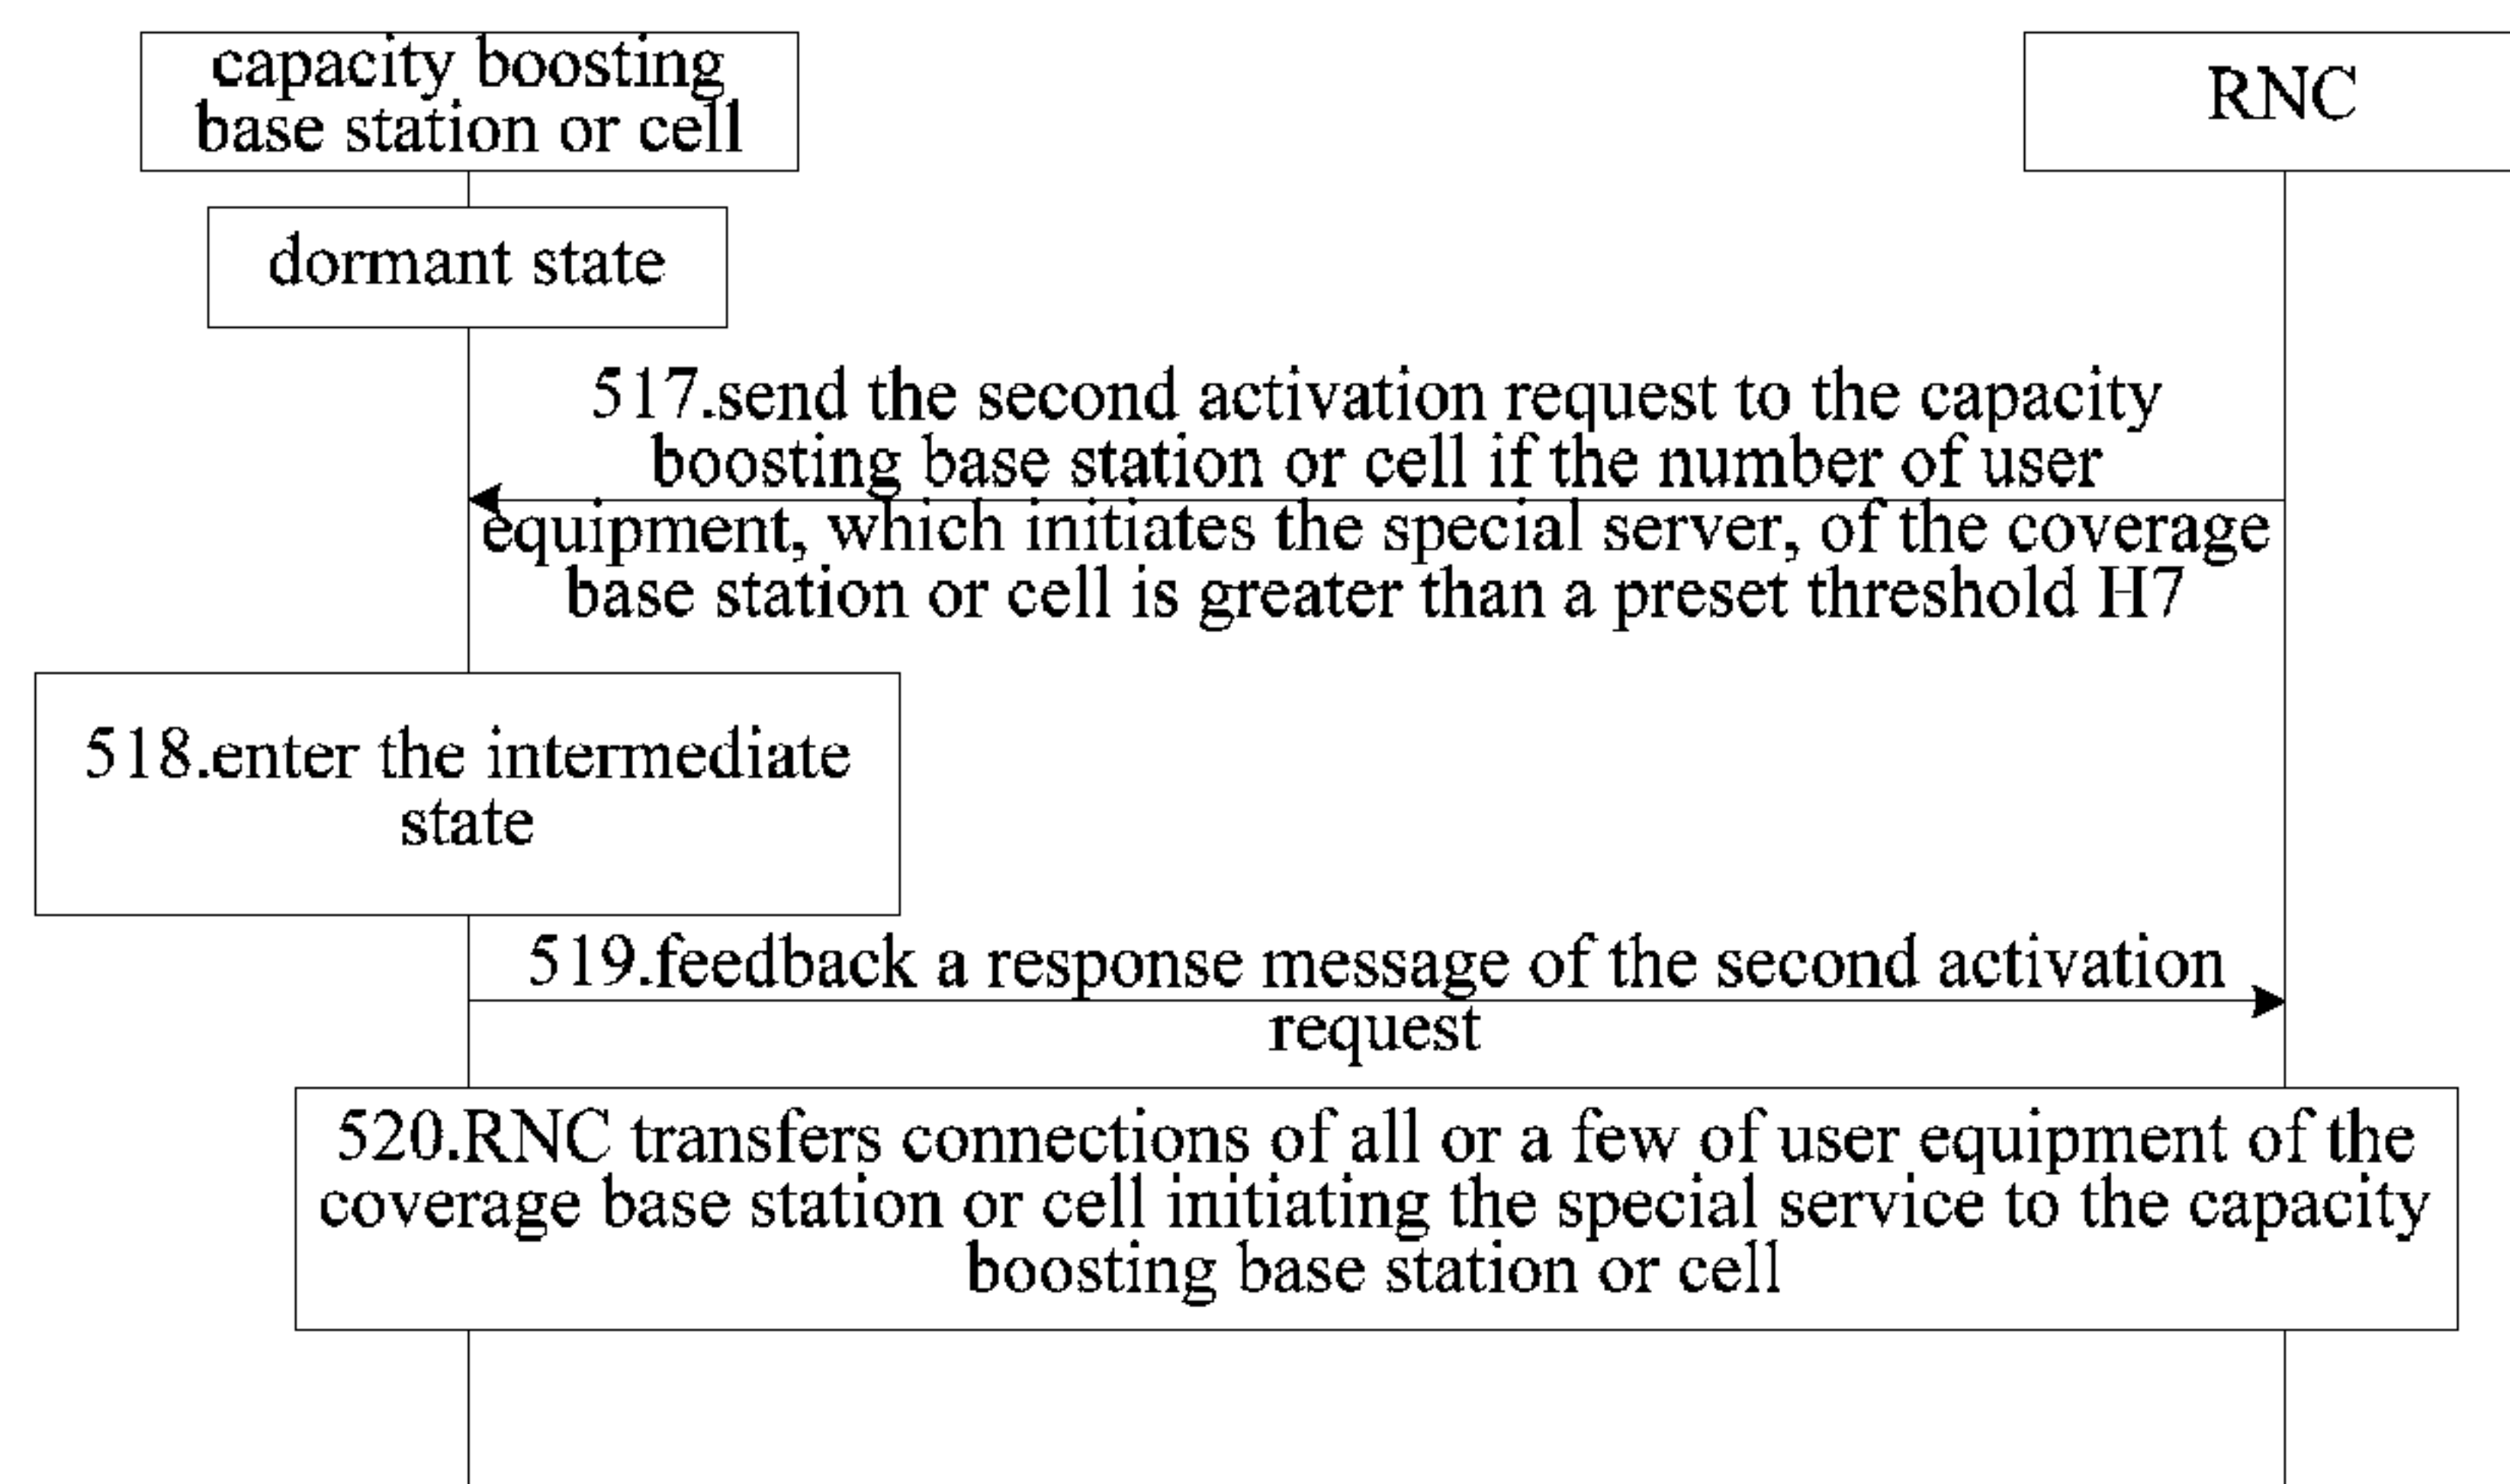 capacity boosting
base station or cell
RNC
dormant state
517.send the second activation request to the capacity
boosting base station or cell if the number of user
equipment, which initiates the special server, of the coverage
base station or cell is greater than a preset threshold H7
518.enter the intermediate
state
519.feedback a response message of the second activation
request
520.RNC transfers connections of all or a few of user equipment of the
coverage base station or cell initiating the special service to the capacity
boosting base station or cell